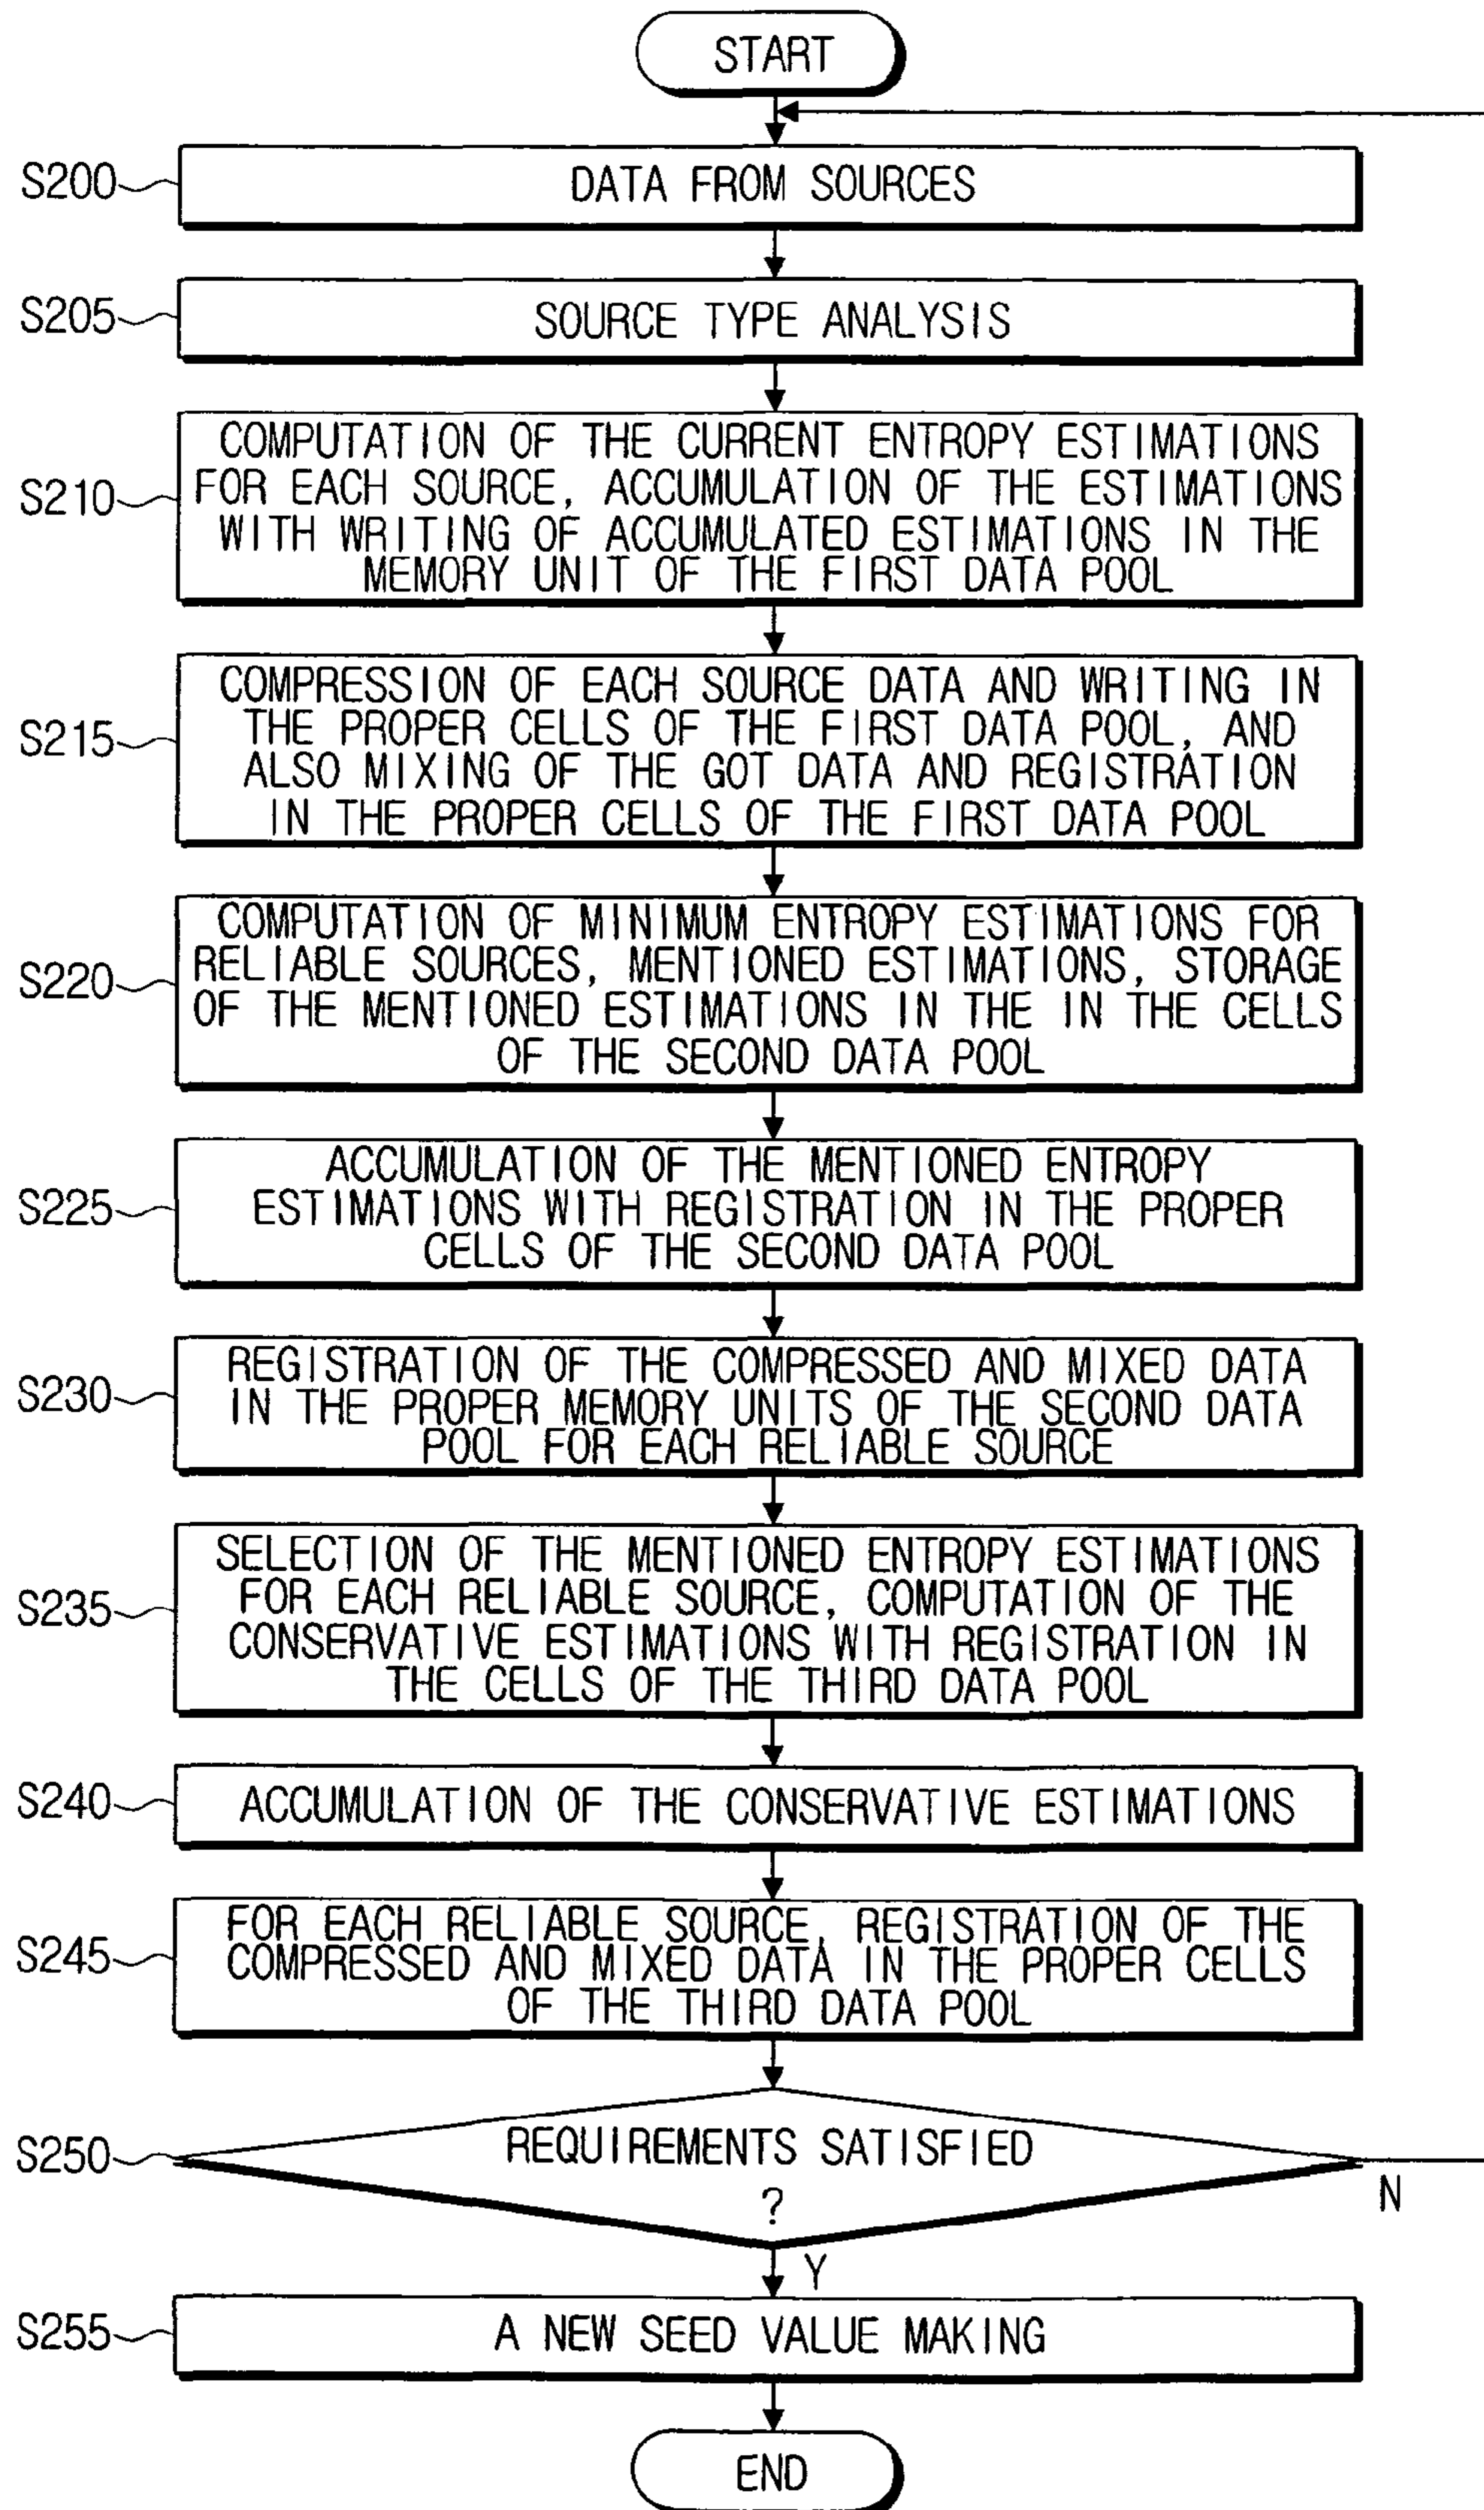 START
S200
DATA FROM SOURCES
S205
SOURCE TYPE ANALYSIS
S210
COMPUTATION OF THE CURRENT ENTROPY ESTIMATIONS
FOR EACH SOURCE, ACCUMULATION OF THE ESTIMATIONS
WITH WRITING OF ACCUMULATED ESTIMATIONS IN THE
MEMORY UNIT OF THE FIRST DATA POOL
S215
COMPRESSION OF EACH SOURCE DATA AND WRITING IN
THE PROPER CELLS OF THE FIRST DATA POOL, AND
ALSO MIXING OF THE GOT DATA AND REGISTRATION
IN THE PROPER CELLS OF THE FIRST DATA POOL
S220
COMPUTATION OF MINIMUM ENTROPY ESTIMATIONS FOR
RELIABLE SOURCES, MENTIONED ESTIMATIONS, STORAGE
OF THE MENTIONED ESTIMATIONS IN THE IN THE CELLS
OF THE SECOND DATA POOL
S225
ACCUMULATION OF THE MENTIONED ENTROPY
ESTIMATIONS WITH REGISTRATION IN THE PROPER
CELLS OF THE SECOND DATA POOL
S230
REGISTRATION OF THE COMPRESSED AND MIXED DATA
IN THE PROPER MEMORY UNITS OF THE SECOND DATA
POOL FOR EACH RELIABLE SOURCE
S235
SELECTION OF THE MENTIONED ENTROPY ESTIMATIONS
FOR EACH RELIABLE SOURCE, COMPUTATION OF THE
CONSERVATIVE ESTIMATIONS WITH REGISTRATION IN
THE CELLS OF THE THIRD DATA POOL
S240
ACCUMULATION OF THE CONSERVATIVE ESTIMATIONS
S245
FOR EACH RELIABLE SOURCE, REGISTRATION OF THE
COMPRESSED AND MIXED DATA IN THE PROPER CELLS
OF THE THIRD DATA POOL
S250
REQUIREMENTS SATISFIED
?
N
Y
S255
A NEW SEED VALUE MAKING
END